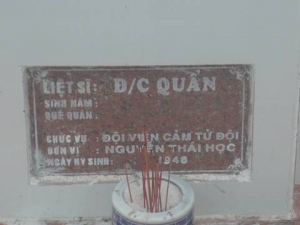 LIỆT SĨ: Đ/C QUẤN
SINH NĂM :
QUÊ QUÁN :
CHỨC VỤ : ĐỘI VIÊN CẢM TỬ ĐỘI
ĐƠN VỊ : NGUYỄN THÁI HỌC
NGÀY HY SINH: 1946